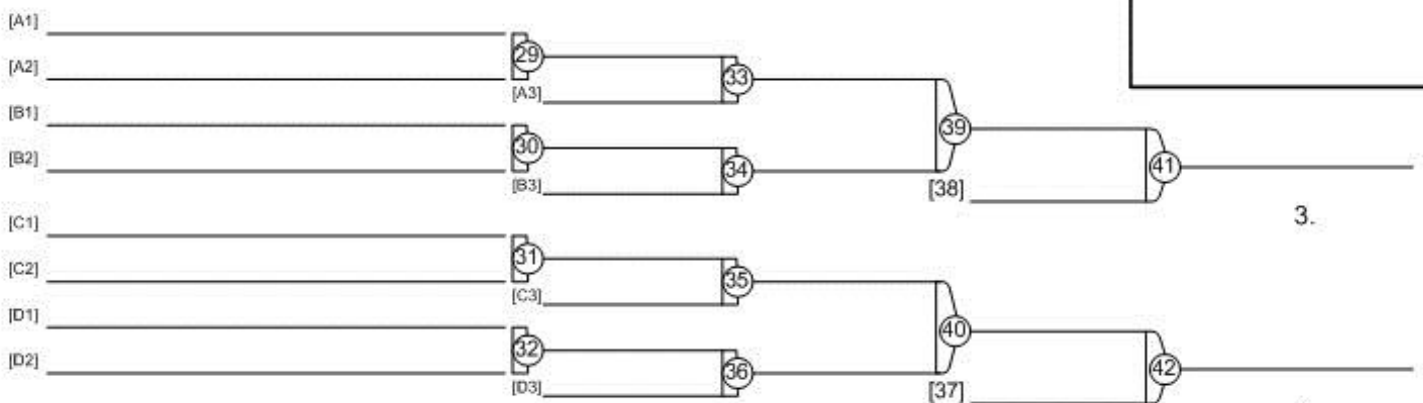 [A1]
29
33
[A2]
[A3]
39
[B1]
30
34
41
[B2]
[B3]
[38]
3.
[C1]
31
35
[C2]
[C3]
40
[D1]
32
36
42
[D2]
[D3]
[37]